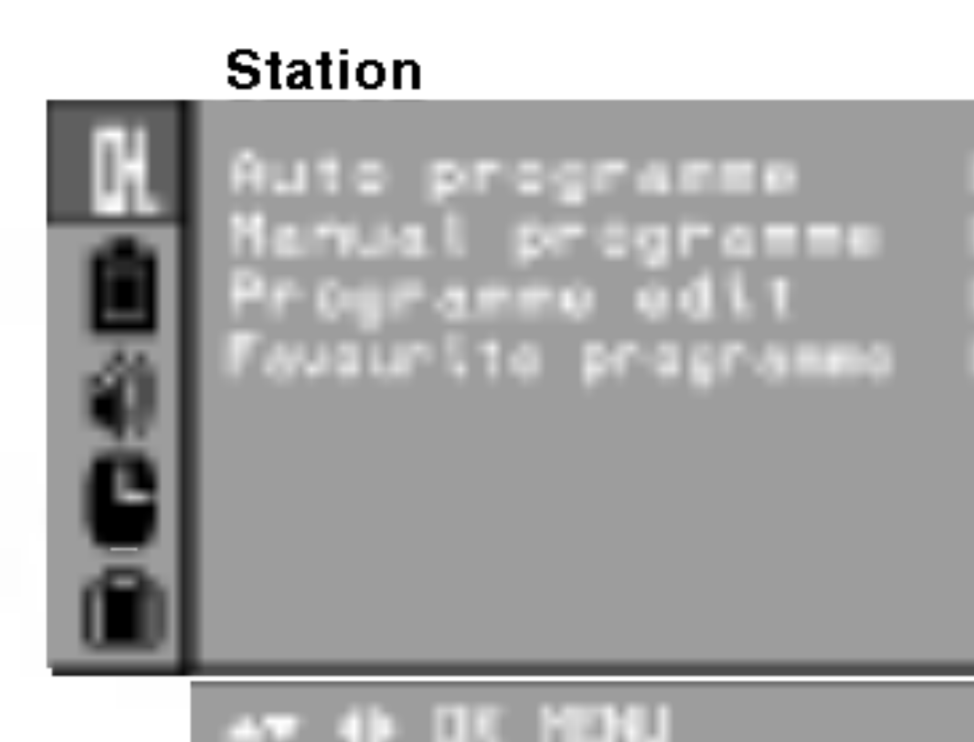 Station
CH.
Auto programme
Manual programme
Programme edit
Favourite programme
▲▼ ◀▶ OK MENU